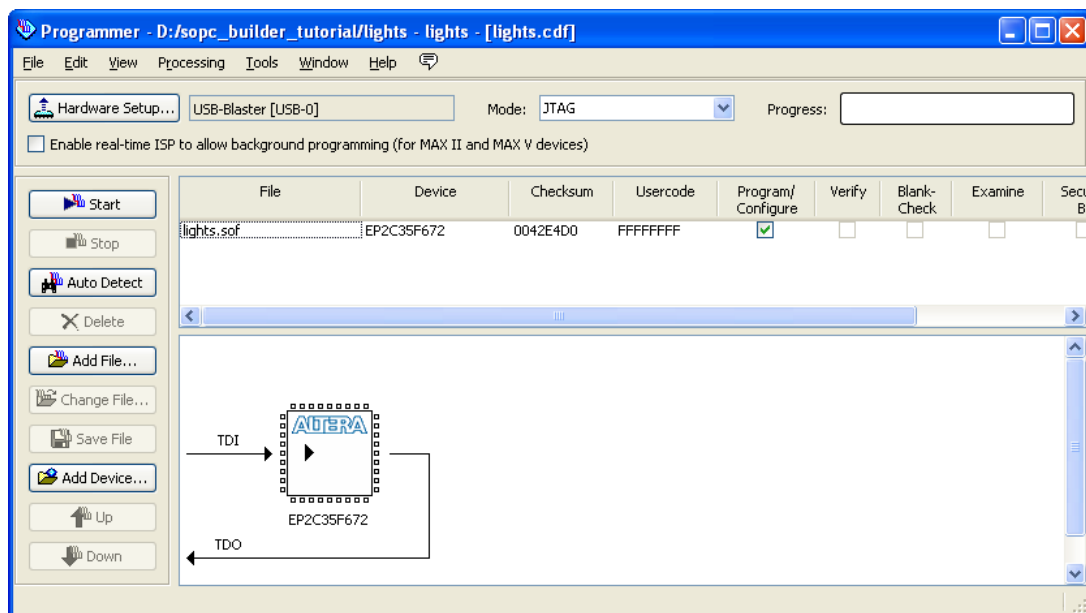 Programmer - D:/sopc_builder_tutorial/lights - lights - [lights.cdf]
File Edit View Processing Tools Window Help
Hardware Setup... USB-Blaster [USB-0] Mode: JTAG Progress:
Enable real-time ISP to allow background programming (for MAX II and MAX V devices)
Start
Stop
Auto Detect
Delete
Add File...
Change File...
Save File
Add Device...
Up
Down
File Device Checksum Usercode Program/ Verify Blank- Examine Secu
Configure Check B
lights.sof EP2C35F672 0042E4D0 FFFFFFFF
ALTERA
TDI
EP2C35F672
TDO